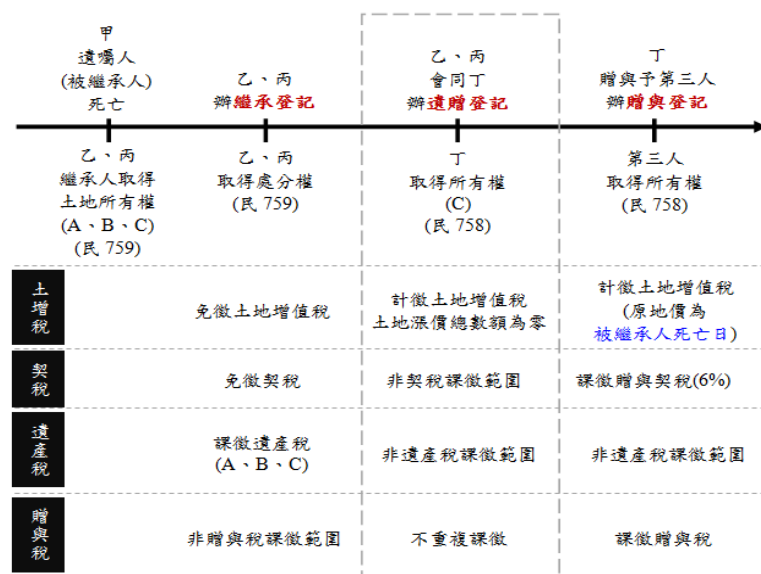 甲
遺囑人
(被繼承人)
死亡
乙、丙
辦繼承登記
乙、丙
會同丁
辦遺贈登記
丁
贈與予第三人
辦贈與登記
乙、丙
繼承人取得
土地所有權
(A、B、C)
(民 759)
乙、丙
取得處分權
(民 759)
丁
取得所有權
(C)
(民 758)
第三人
取得所有權
(民 758)
土增稅
免徵土地增值稅
計徵土地增值稅
土地漲價總數額為零
計徵土地增值稅
(原地價為
被繼承人死亡日)
契稅
免徵契稅
非契稅課徵範圍
課徵贈與契稅(6%)
遺產稅
課徵遺產稅
(A、B、C)
非遺產稅課徵範圍
非遺產稅課徵範圍
贈與稅
非贈與稅課徵範圍
不重複課徵
課徵贈與稅